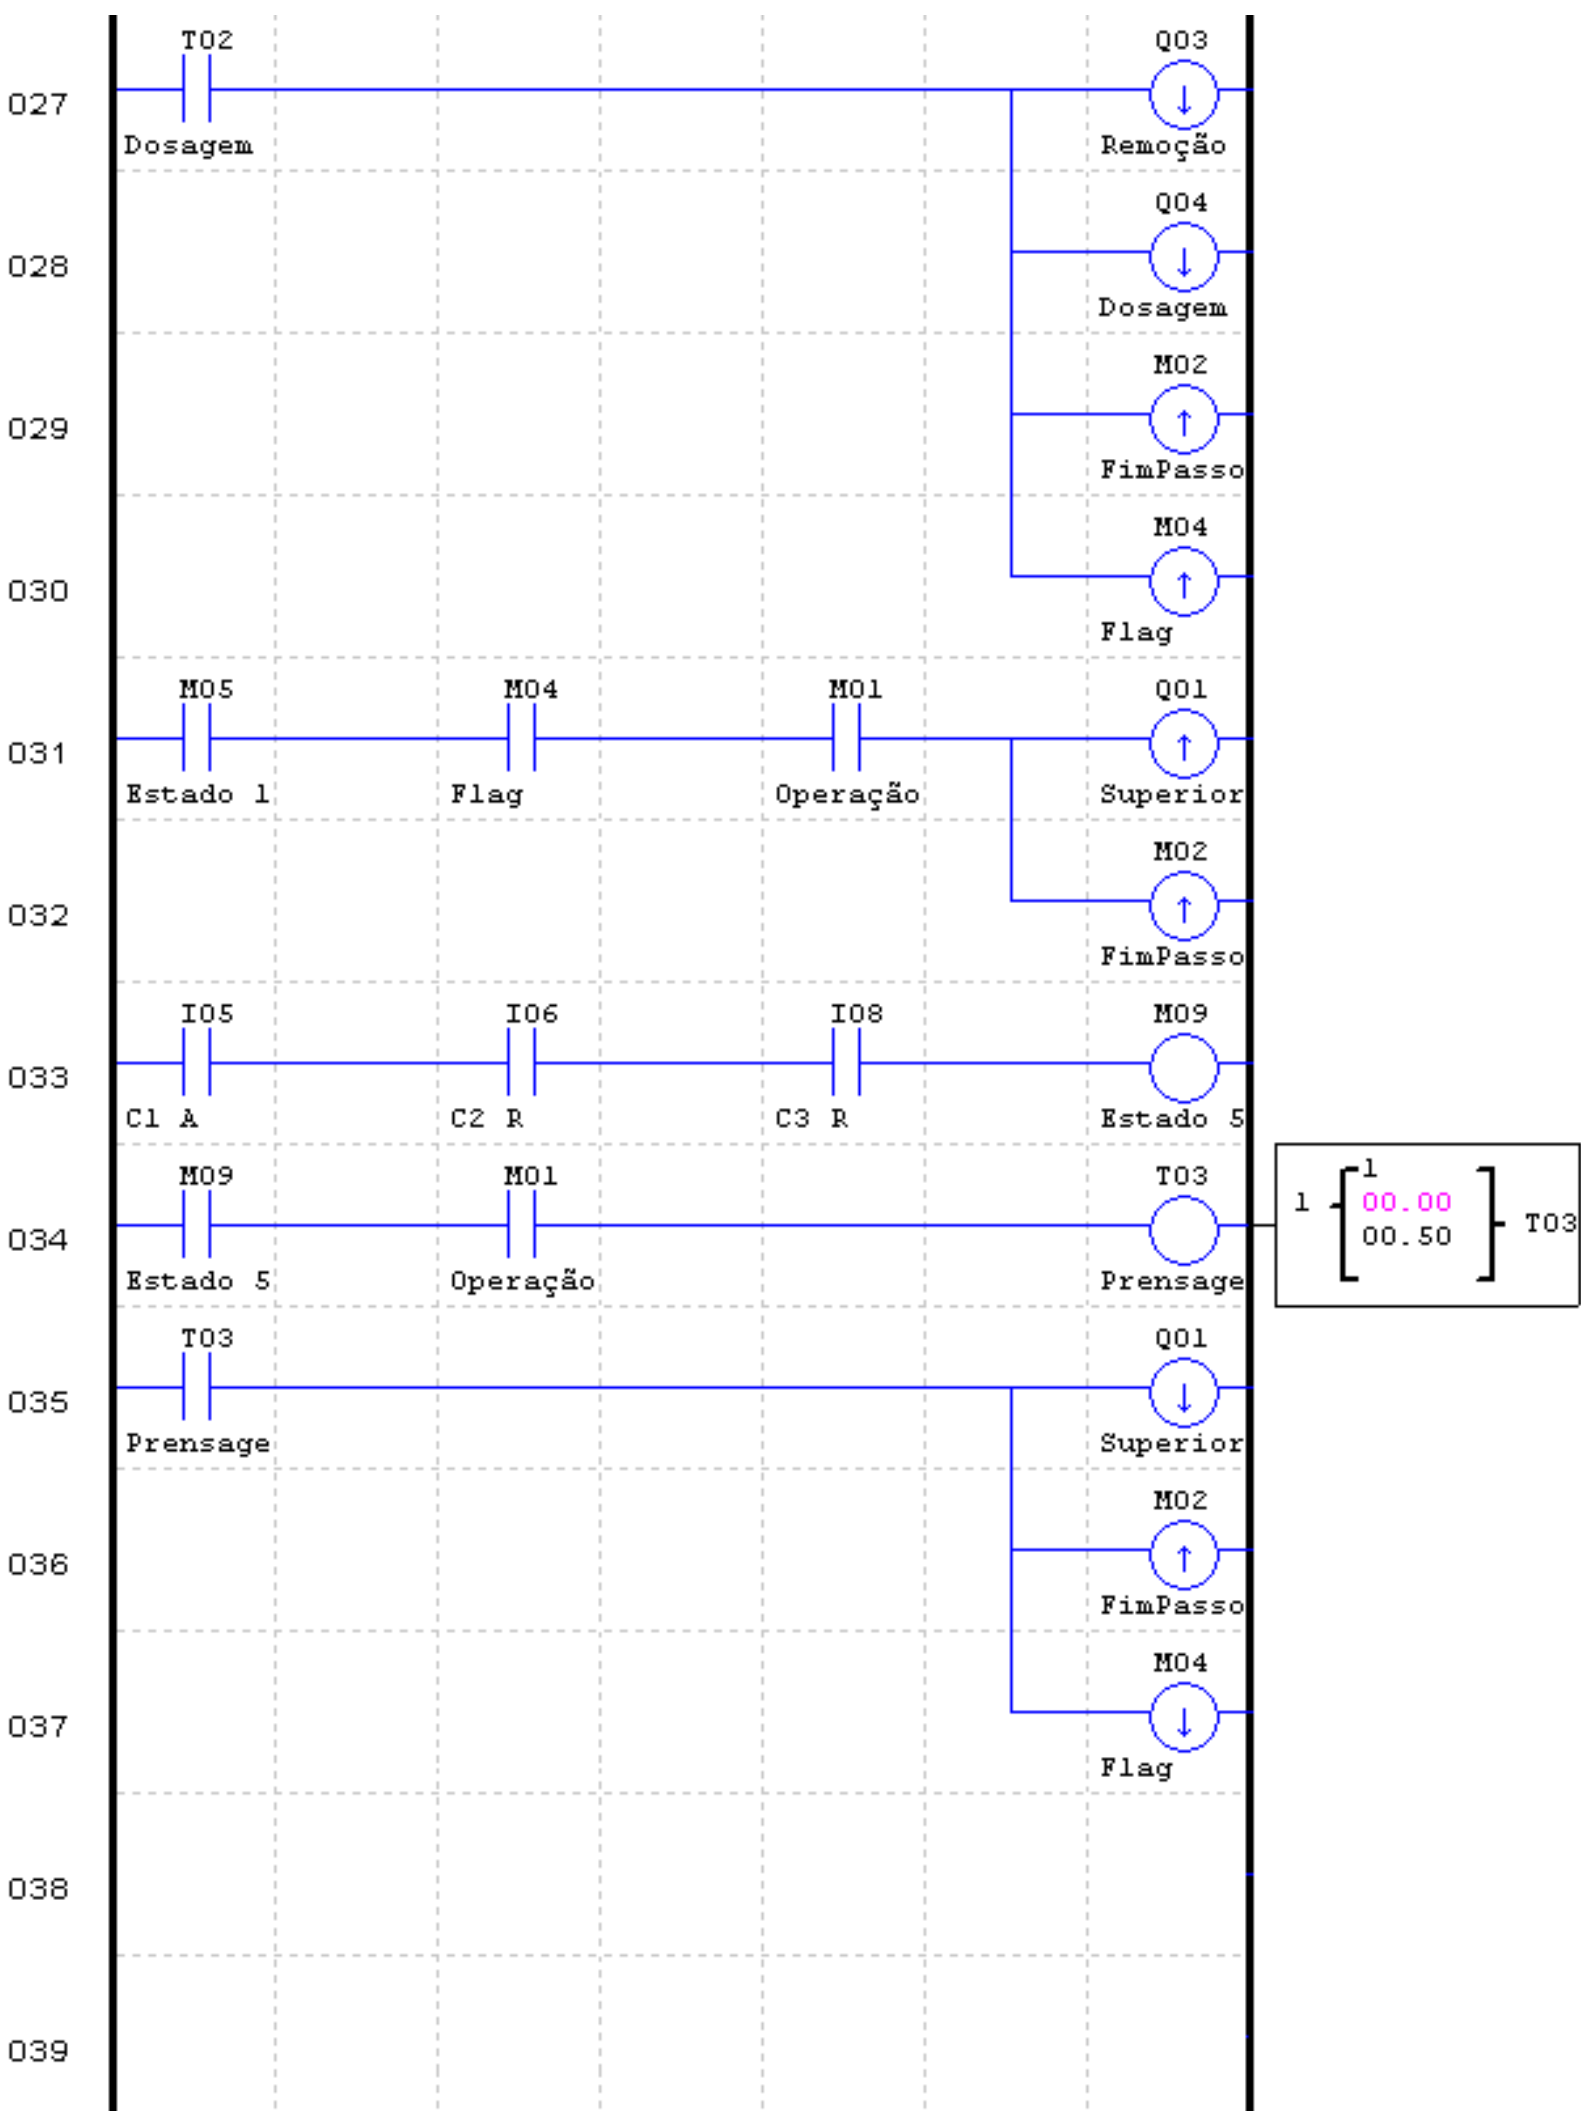 T02 Q03
027
Dosagem Remoção
Q04
028
Dosagem
M02
029
FimPasso
M04
030
Flag
M05 M04 M01 Q01
031
Estado 1 Flag Operação Superior
M02
032
FimPasso
I05 I06 I08 M09
033
C1 A C2 R C3 R Estado 5
M09 M01 T03
034
Estado 5 Operação Prensage
1
1 00.00
00.50 T03
T03 Q01
035
Prensage Superior
M02
036
FimPasso
M04
037
Flag
038
039